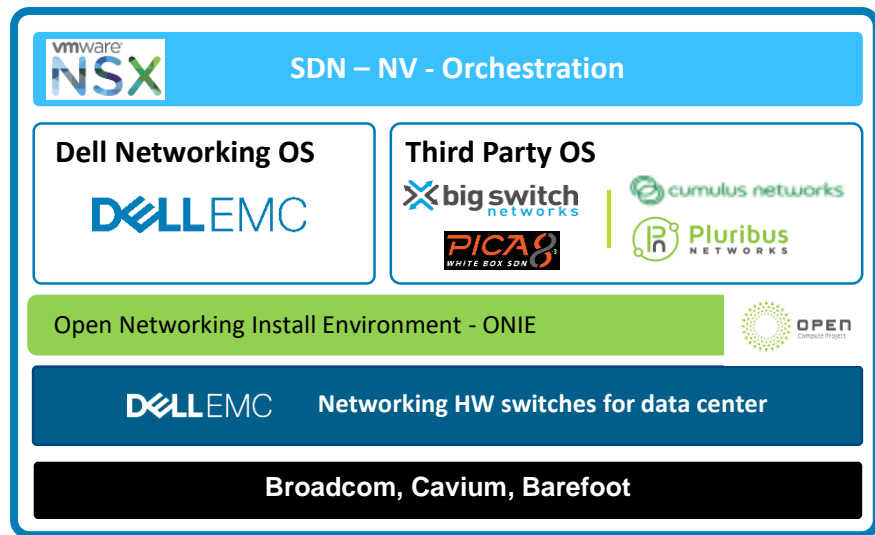 vmware
NSX
SDN – NV - Orchestration
Dell Networking OS
DELLEMC
Third Party OS
big switch
networks
cumulus networks
PICA8
WHITE BOX SDN
Pluribus
NETWORKS
Open Networking Install Environment - ONIE
OPEN
Compute Project
DELLEMC Networking HW switches for data center
Broadcom, Cavium, Barefoot